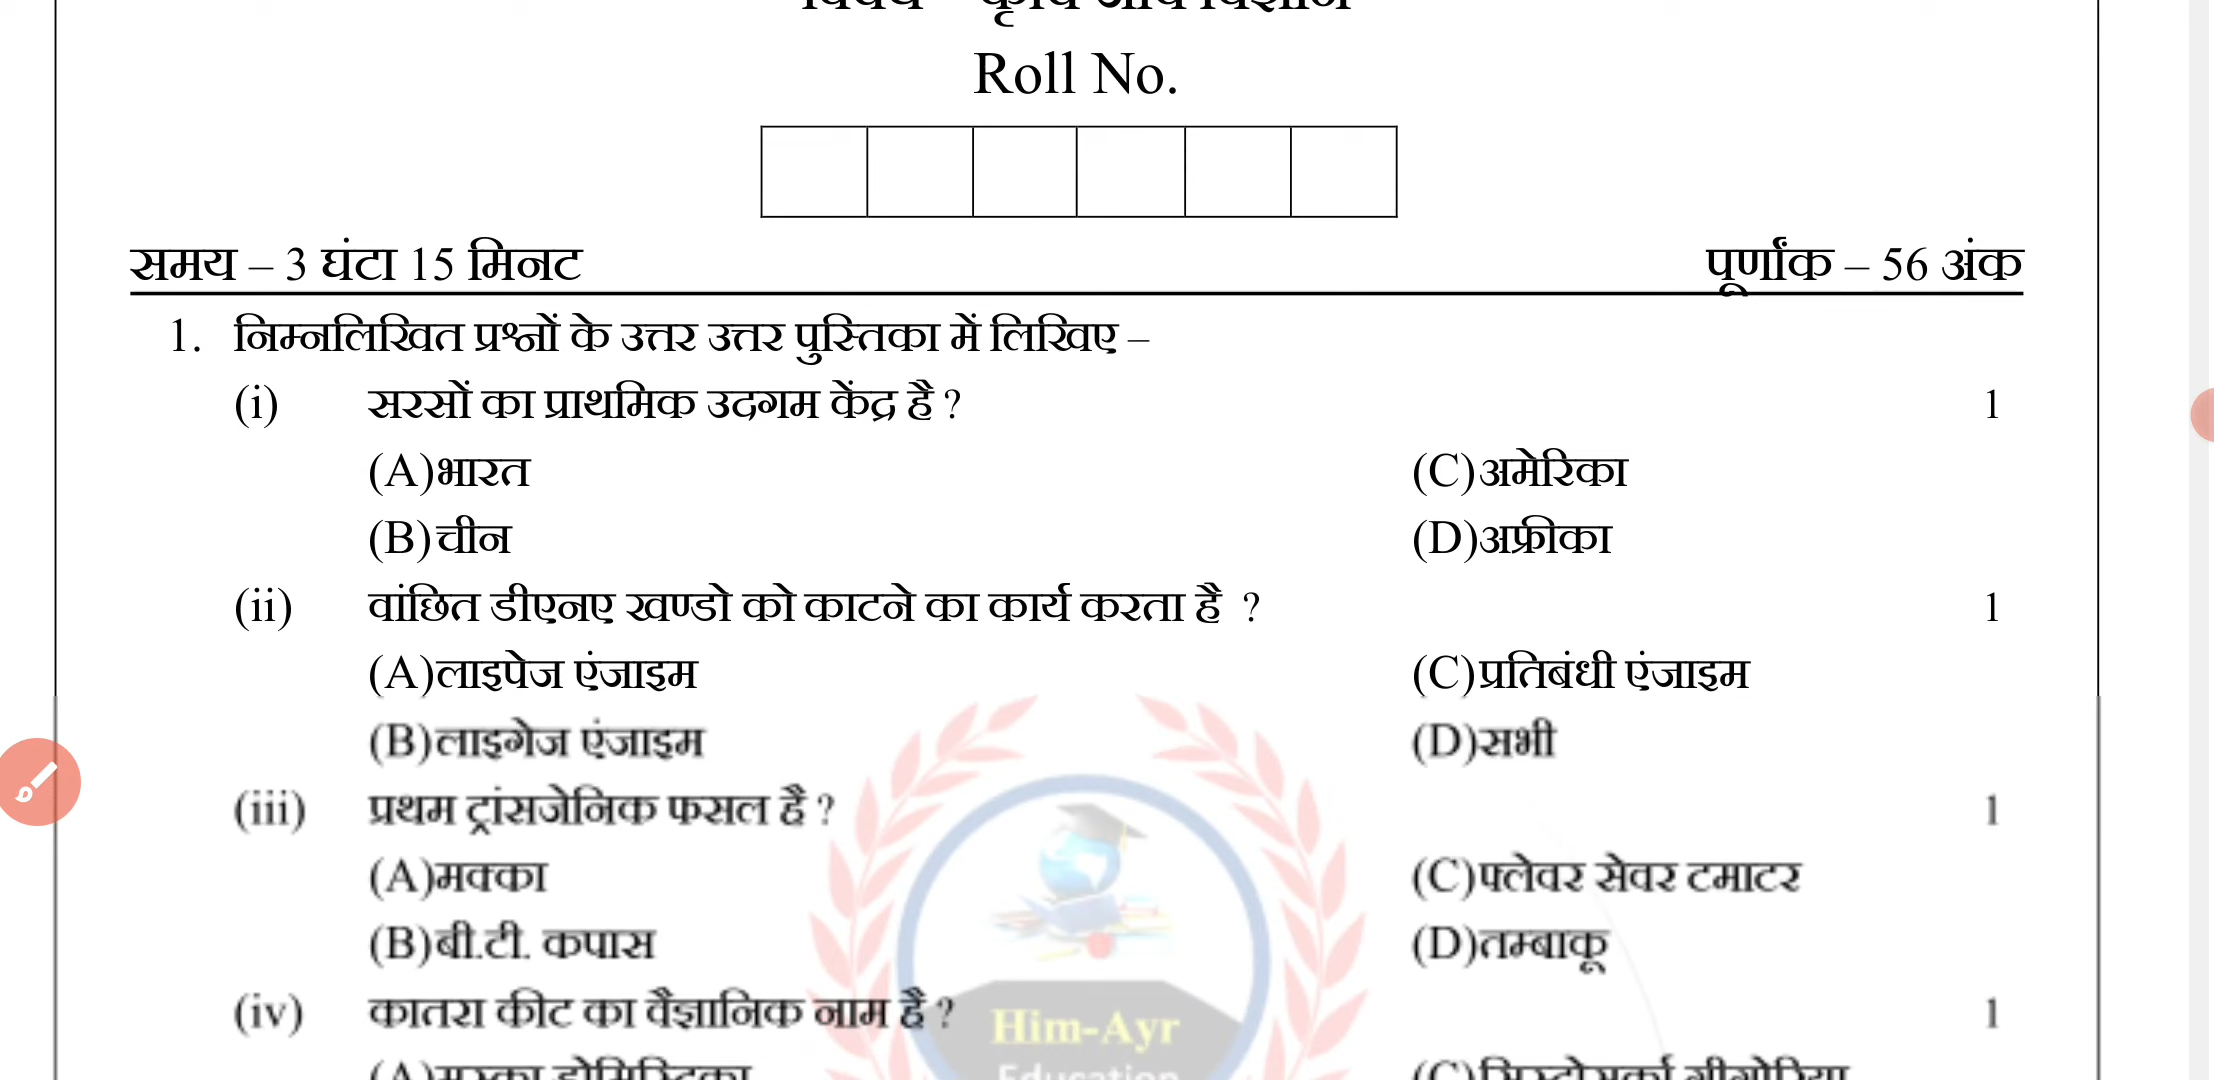 Roll No.
समय – 3 घंटा 15 मिनट पूर्णांक – 56 अंक
1. निम्नलिखित प्रश्नों के उत्तर उत्तर पुस्तिका में लिखिए –
(i) सरसों का प्राथमिक उदगम केंद्र है ? 1
(A)भारत (C)अमेरिका
(B)चीन (D)अफ्रीका
(ii) वांछित डीएनए खण्डो को काटने का कार्य करता है ? 1
(A)लाइपेज एंजाइम (C)प्रतिबंधी एंजाइम
(B)लाइगेज एंजाइम (D)सभी
(iii) प्रथम ट्रांसजेनिक फसल है ? 1
(A)मक्का (C)फ्लेवर सेवर टमाटर
(B)बी.टी. कपास (D)तम्बाकू
(iv) कातरा कीट का वैज्ञानिक नाम है ? 1
Him-Ayr
Education